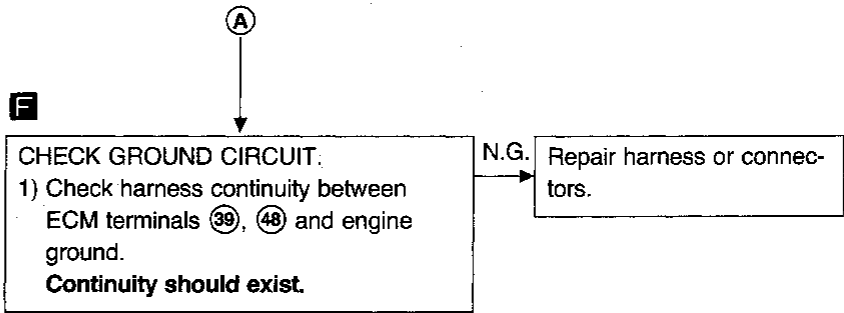 A
F
CHECK GROUND CIRCUIT.
1) Check harness continuity between
ECM terminals 39, 48 and engine
ground.
Continuity should exist.
N.G.
Repair harness or connec-
tors.